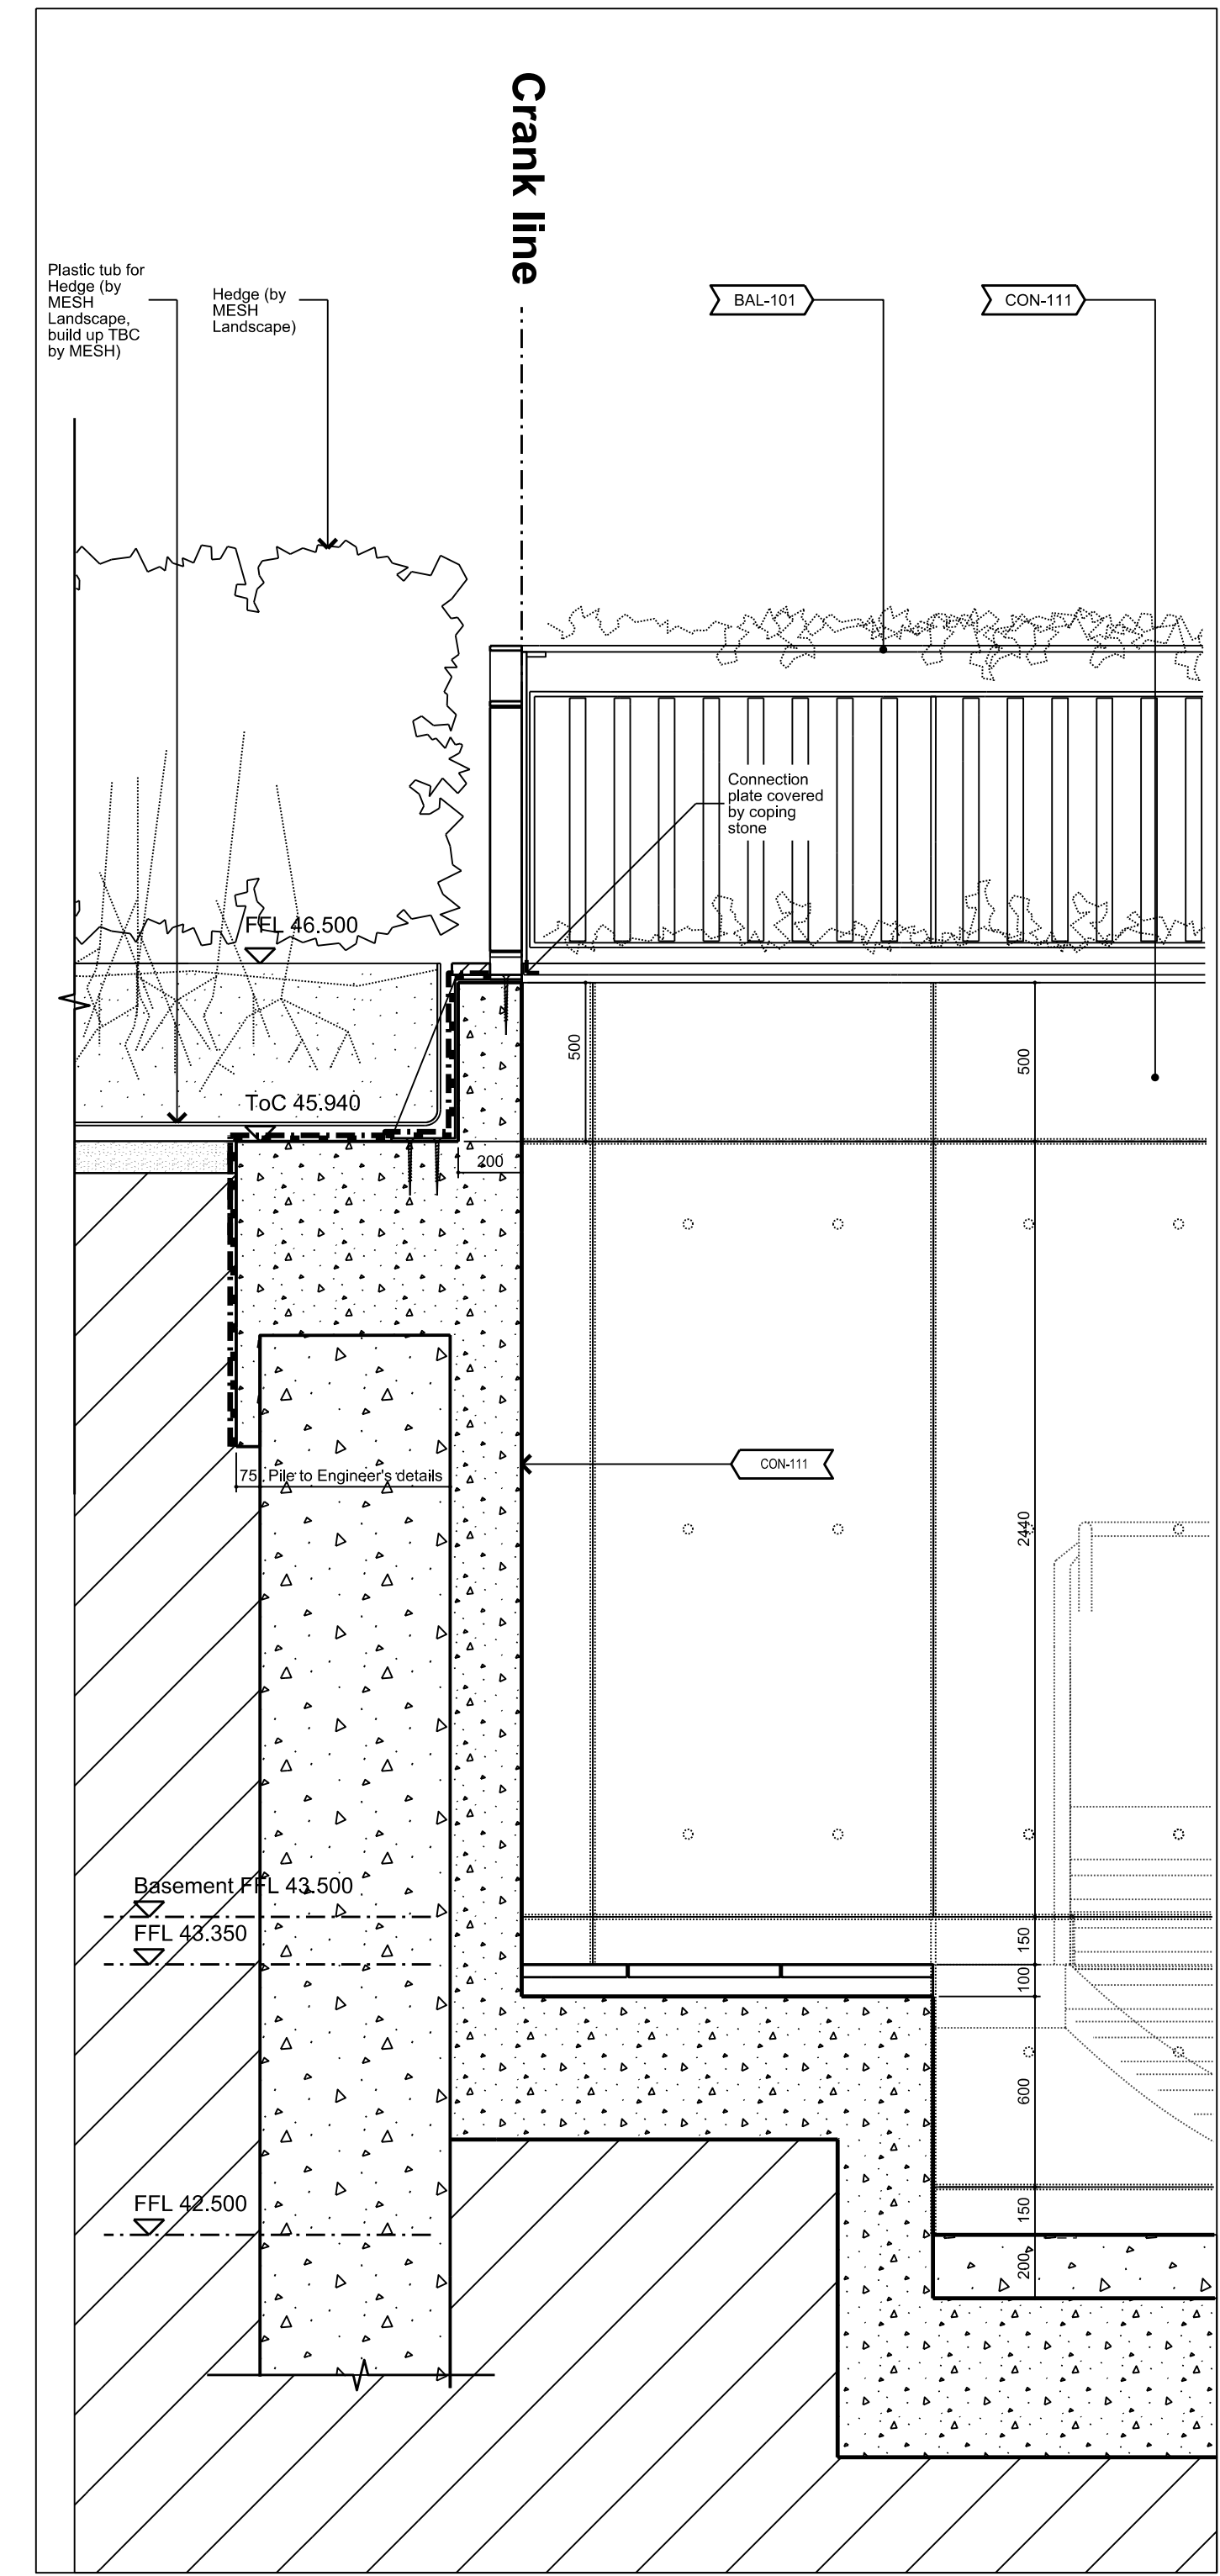 Crank line
Plastic tub for
Hedge (by
MESH
Landscape,
build up TBC
by MESH)
Hedge (by
MESH
Landscape)
BAL-101
CON-111
Connection
plate covered
by coping
stone
FFL 46.500
500
500
ToC 45.940
200
75
Pile to Engineer's details
CON-111
2440
Basement FFL 43.500
FFL 43.350
150
100
600
FFL 42.500
150
200